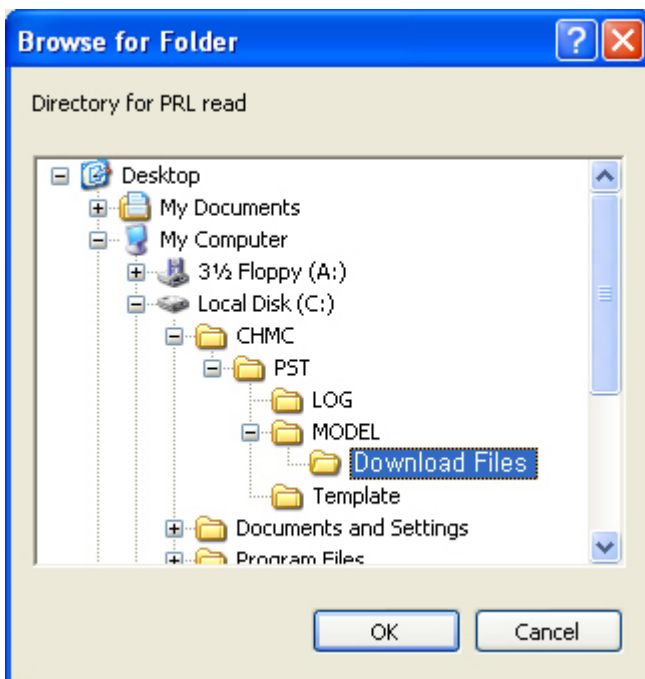 Browse for Folder
Directory for PRL read
Desktop
My Documents
My Computer
3½ Floppy (A:)
Local Disk (C:)
CHMC
PST
LOG
MODEL
Download Files
Template
Documents and Settings
Program Files
OK Cancel